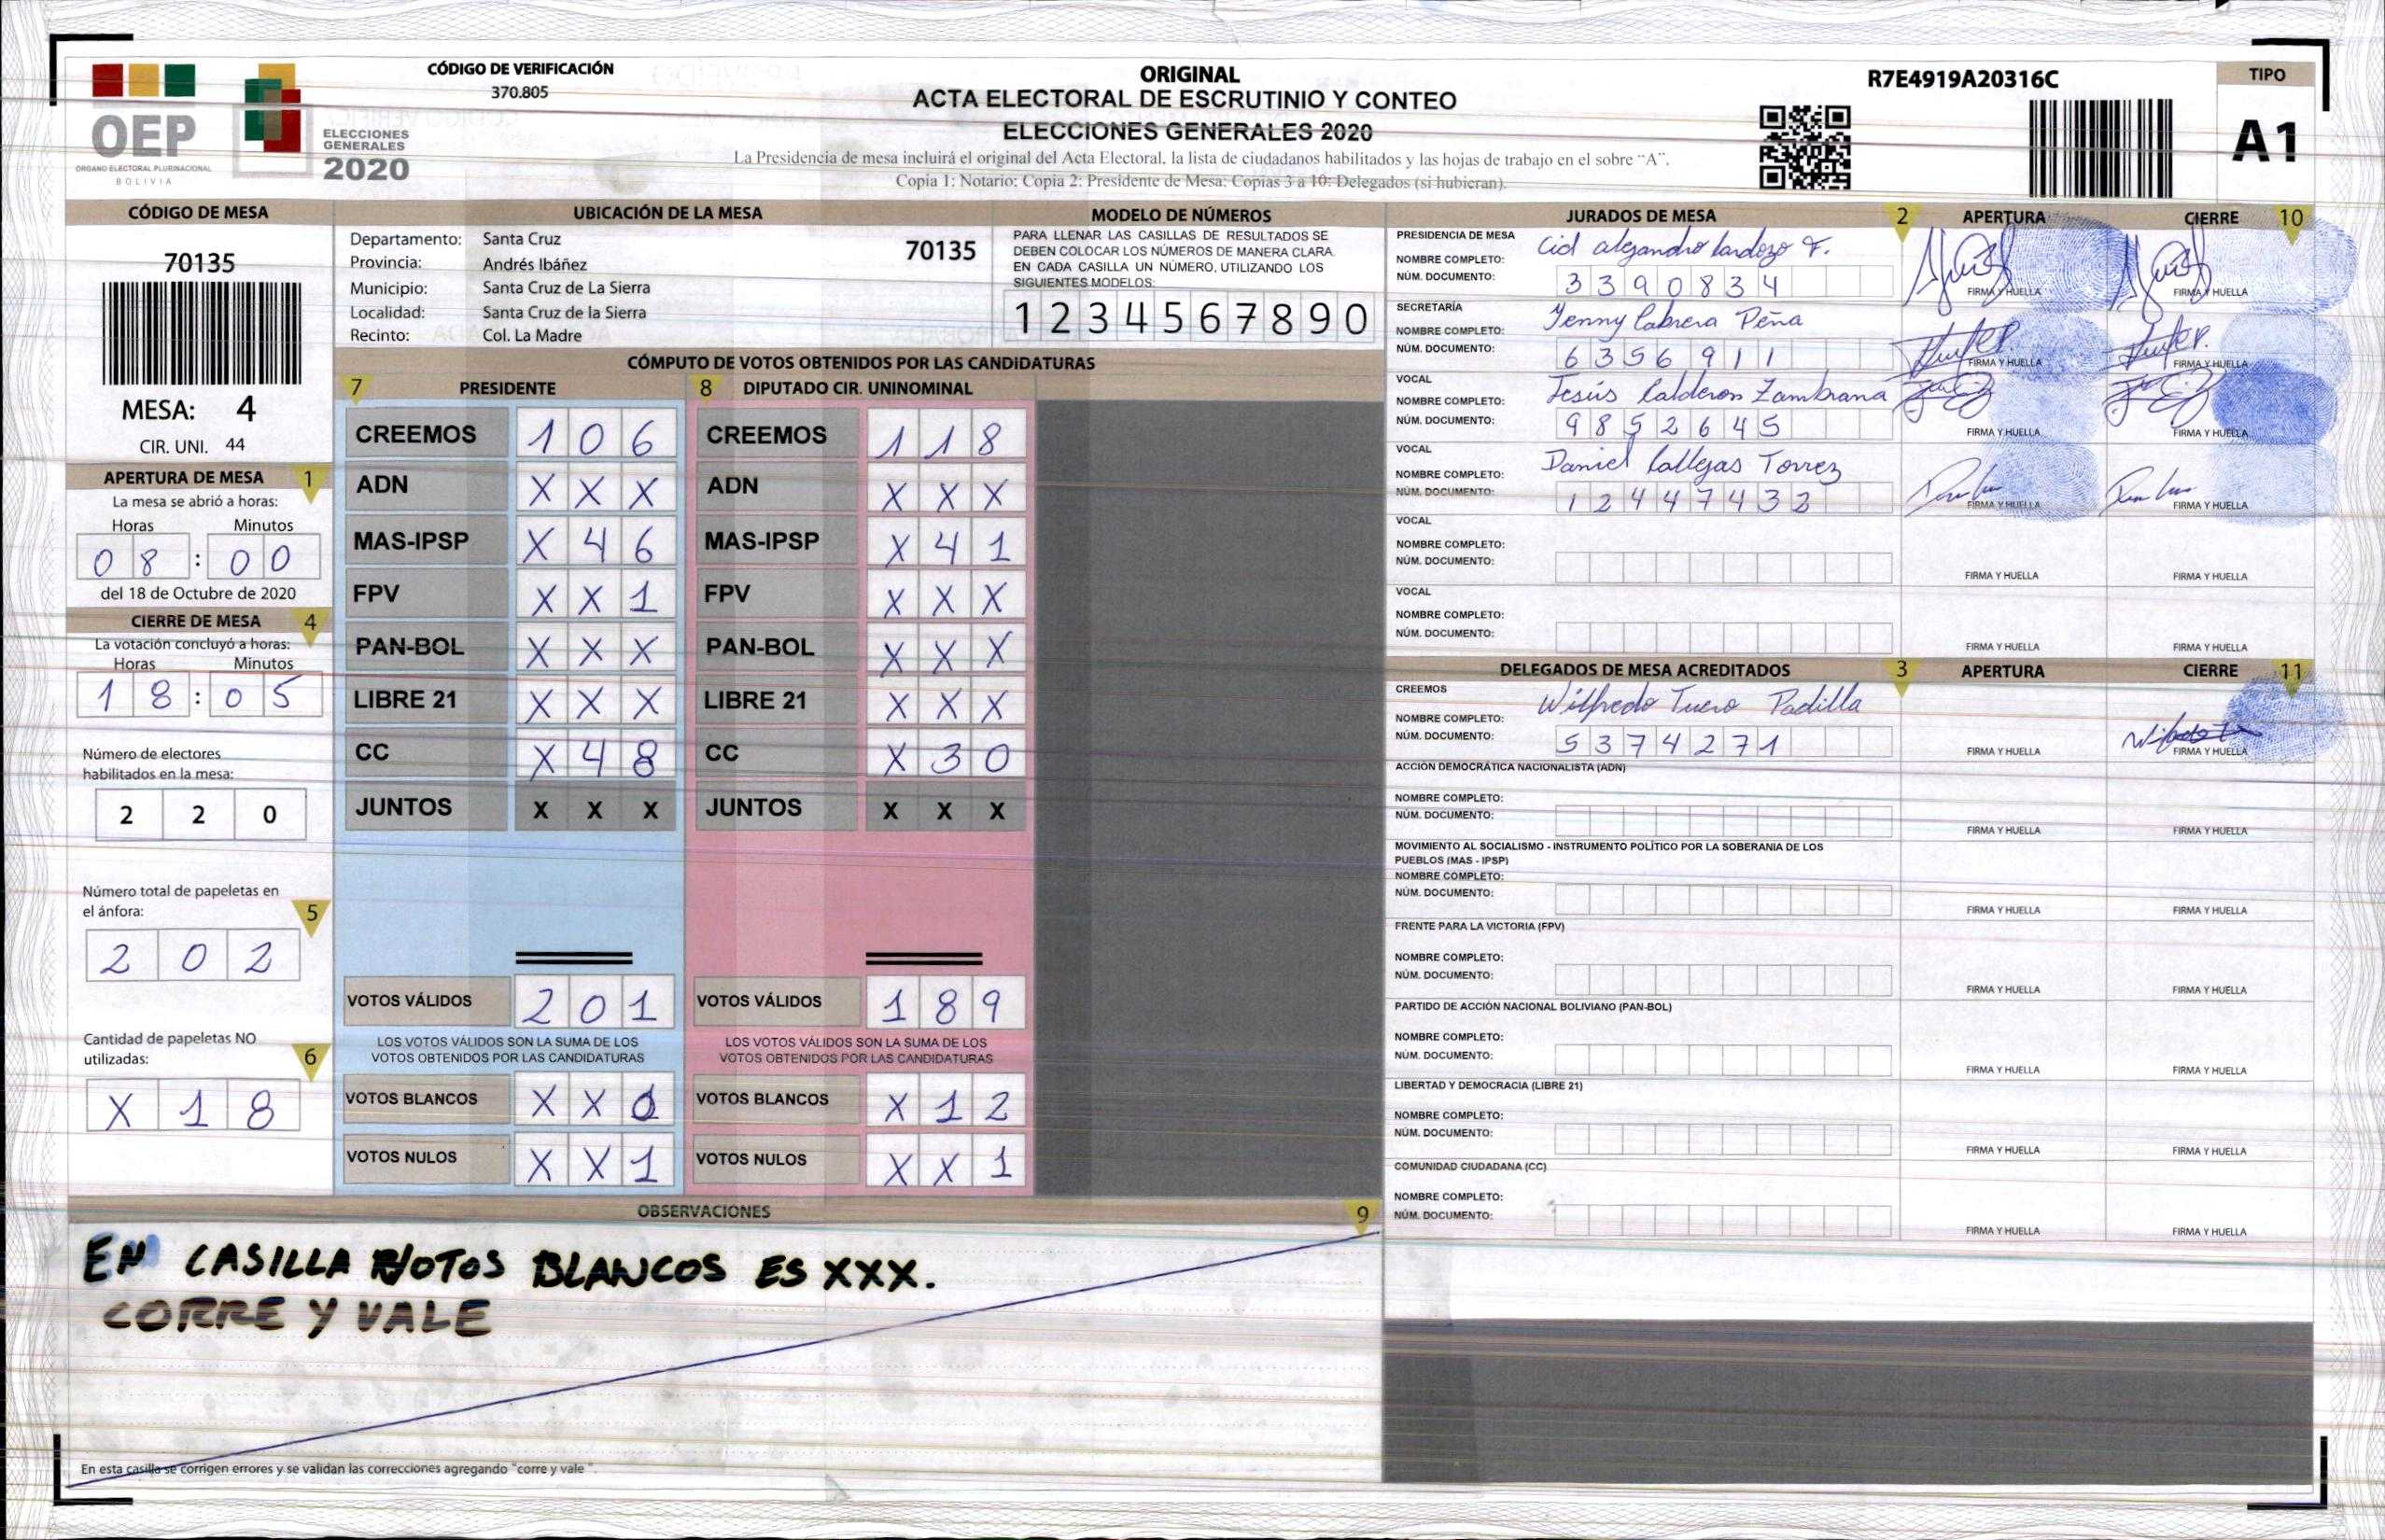 CÓDIGO DE VERIFICACIÓN
370.805
OEP
ÓRGANO ELECTORAL PLURINACIONAL
BOLIVIA
ELECCIONES
GENERALES
2020
ORIGINAL
ACTA ELECTORAL DE ESCRUTINIO Y CONTEO
ELECCIONES GENERALES 2020
La Presidencia de mesa incluirá el original del Acta Electoral, la lista de ciudadanos habilitados y las hojas de trabajo en el sobre "A".
Copia 1: Notario; Copia 2: Presidente de Mesa; Copias 3 a 10: Delegados (si hubieran).
R7E4919A20316C
TIPO
A1
CÓDIGO DE MESA
70135
MESA: 4
CIR. UNI. 44
APERTURA DE MESA 1
La mesa se abrió a horas:
Horas Minutos
0 8 : 0 0
del 18 de Octubre de 2020
CIERRE DE MESA 4
La votación concluyó a horas:
Horas Minutos
1 8 : 0 5
Número de electores
habilitados en la mesa:
2 2 0
Número total de papeletas en
el ánfora: 5
2 0 2
Cantidad de papeletas NO
utilizadas: 6
X 1 8
UBICACIÓN DE LA MESA
Departamento: Santa Cruz 70135
Provincia: Andrés Ibáñez
Municipio: Santa Cruz de La Sierra
Localidad: Santa Cruz de la Sierra
Recinto: Col. La Madre
MODELO DE NÚMEROS
PARA LLENAR LAS CASILLAS DE RESULTADOS SE
DEBEN COLOCAR LOS NÚMEROS DE MANERA CLARA
EN CADA CASILLA UN NÚMERO, UTILIZANDO LOS
SIGUIENTES MODELOS:
1 2 3 4 5 6 7 8 9 0
CÓMPUTO DE VOTOS OBTENIDOS POR LAS CANDIDATURAS
7 PRESIDENTE 8 DIPUTADO CIR. UNINOMINAL
CREEMOS 1 0 6 CREEMOS 1 1 8
ADN X X X ADN X X X
MAS-IPSP X 4 6 MAS-IPSP X 4 1
FPV X X 1 FPV X X X
PAN-BOL X X X PAN-BOL X X X
LIBRE 21 X X X LIBRE 21 X X X
CC X 4 8 CC X 3 0
JUNTOS X X X JUNTOS X X X
VOTOS VÁLIDOS 2 0 1 VOTOS VÁLIDOS 1 8 9
LOS VOTOS VÁLIDOS SON LA SUMA DE LOS LOS VOTOS VÁLIDOS SON LA SUMA DE LOS
VOTOS OBTENIDOS POR LAS CANDIDATURAS VOTOS OBTENIDOS POR LAS CANDIDATURAS
VOTOS BLANCOS X X VOTOS BLANCOS X 1 2
VOTOS NULOS X X 1 VOTOS NULOS X X 1
OBSERVACIONES 9
EN CASILLA VOTOS BLANCOS ES XXX.
CORRE Y VALE
En esta casilla se corrigen errores y se validan las correcciones agregando "corre y vale".
JURADOS DE MESA 2 APERTURA CIERRE 10
PRESIDENCIA DE MESA
NOMBRE COMPLETO: Cid alejandro Cardozo F.
NÚM. DOCUMENTO: 3 3 9 0 8 3 4 FIRMA Y HUELLA FIRMA Y HUELLA
SECRETARÍA
NOMBRE COMPLETO: Yenny Cabrera Peña
NÚM. DOCUMENTO: 6 3 5 6 9 1 1 FIRMA Y HUELLA FIRMA Y HUELLA
VOCAL
NOMBRE COMPLETO: Jesús Calderon Zambrana
NÚM. DOCUMENTO: 9 8 5 2 6 4 5 FIRMA Y HUELLA FIRMA Y HUELLA
VOCAL
NOMBRE COMPLETO: Daniel Callejas Torrez
NÚM. DOCUMENTO: 1 2 4 4 7 4 3 2 FIRMA Y HUELLA FIRMA Y HUELLA
VOCAL
NOMBRE COMPLETO:
NÚM. DOCUMENTO: FIRMA Y HUELLA FIRMA Y HUELLA
VOCAL
NOMBRE COMPLETO:
NÚM. DOCUMENTO: FIRMA Y HUELLA FIRMA Y HUELLA
DELEGADOS DE MESA ACREDITADOS 3 APERTURA CIERRE 11
CREEMOS
NOMBRE COMPLETO: Wilfredo Tuero Padilla
NÚM. DOCUMENTO: 5 3 7 4 2 7 1 FIRMA Y HUELLA FIRMA Y HUELLA
ACCIÓN DEMOCRÁTICA NACIONALISTA (ADN)
NOMBRE COMPLETO:
NÚM. DOCUMENTO: FIRMA Y HUELLA FIRMA Y HUELLA
MOVIMIENTO AL SOCIALISMO - INSTRUMENTO POLÍTICO POR LA SOBERANIA DE LOS
PUEBLOS (MAS - IPSP)
NOMBRE COMPLETO:
NÚM. DOCUMENTO: FIRMA Y HUELLA FIRMA Y HUELLA
FRENTE PARA LA VICTORIA (FPV)
NOMBRE COMPLETO:
NÚM. DOCUMENTO: FIRMA Y HUELLA FIRMA Y HUELLA
PARTIDO DE ACCIÓN NACIONAL BOLIVIANO (PAN-BOL)
NOMBRE COMPLETO:
NÚM. DOCUMENTO: FIRMA Y HUELLA FIRMA Y HUELLA
LIBERTAD Y DEMOCRACIA (LIBRE 21)
NOMBRE COMPLETO:
NÚM. DOCUMENTO: FIRMA Y HUELLA FIRMA Y HUELLA
COMUNIDAD CIUDADANA (CC)
NOMBRE COMPLETO:
NÚM. DOCUMENTO: FIRMA Y HUELLA FIRMA Y HUELLA